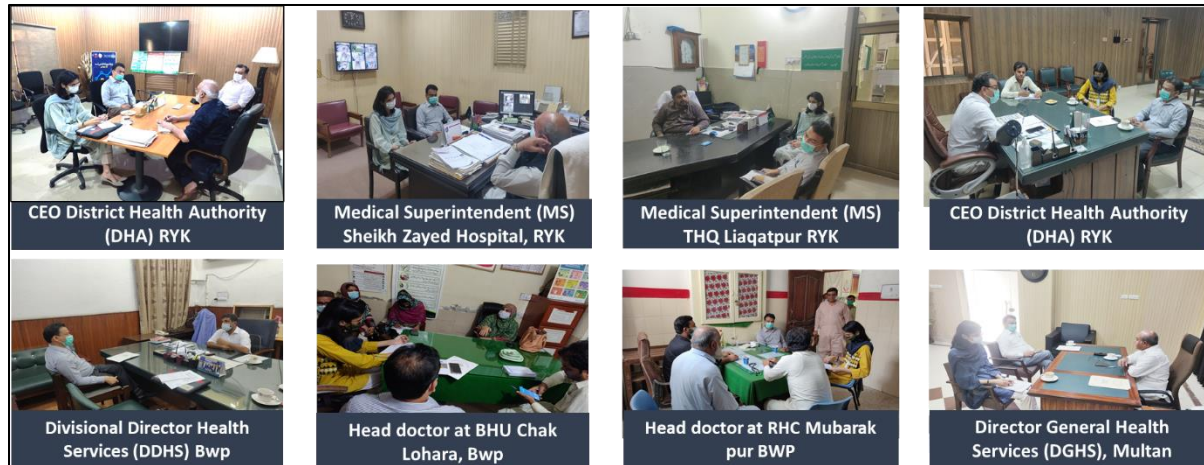 CEO District Health Authority
(DHA) RYK
Medical Superintendent (MS)
Sheikh Zayed Hospital, RYK
Medical Superintendent (MS)
THQ Liaqatpur RYK
CEO District Health Authority
(DHA) RYK
Divisional Director Health
Services (DDHS) Bwp
Head doctor at BHU Chak
Lohara, Bwp
Head doctor at RHC Mubarak
pur BWP
Director General Health
Services (DGHS), Multan